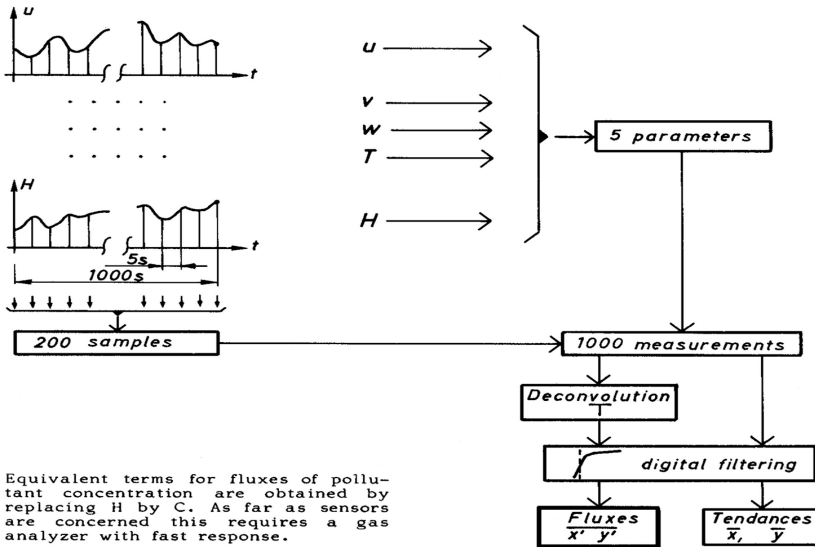 u
t
u
v
w
T
H
5 parameters
H
t
5s
1000s
200 samples
1000 measurements
Deconvolution
T
digital filtering
Fluxes
x' y'
Tendances
x, y
Equivalent terms for fluxes of pollu-
tant concentration are obtained by
replacing H by C. As far as sensors
are concerned this requires a gas
analyzer with fast response.